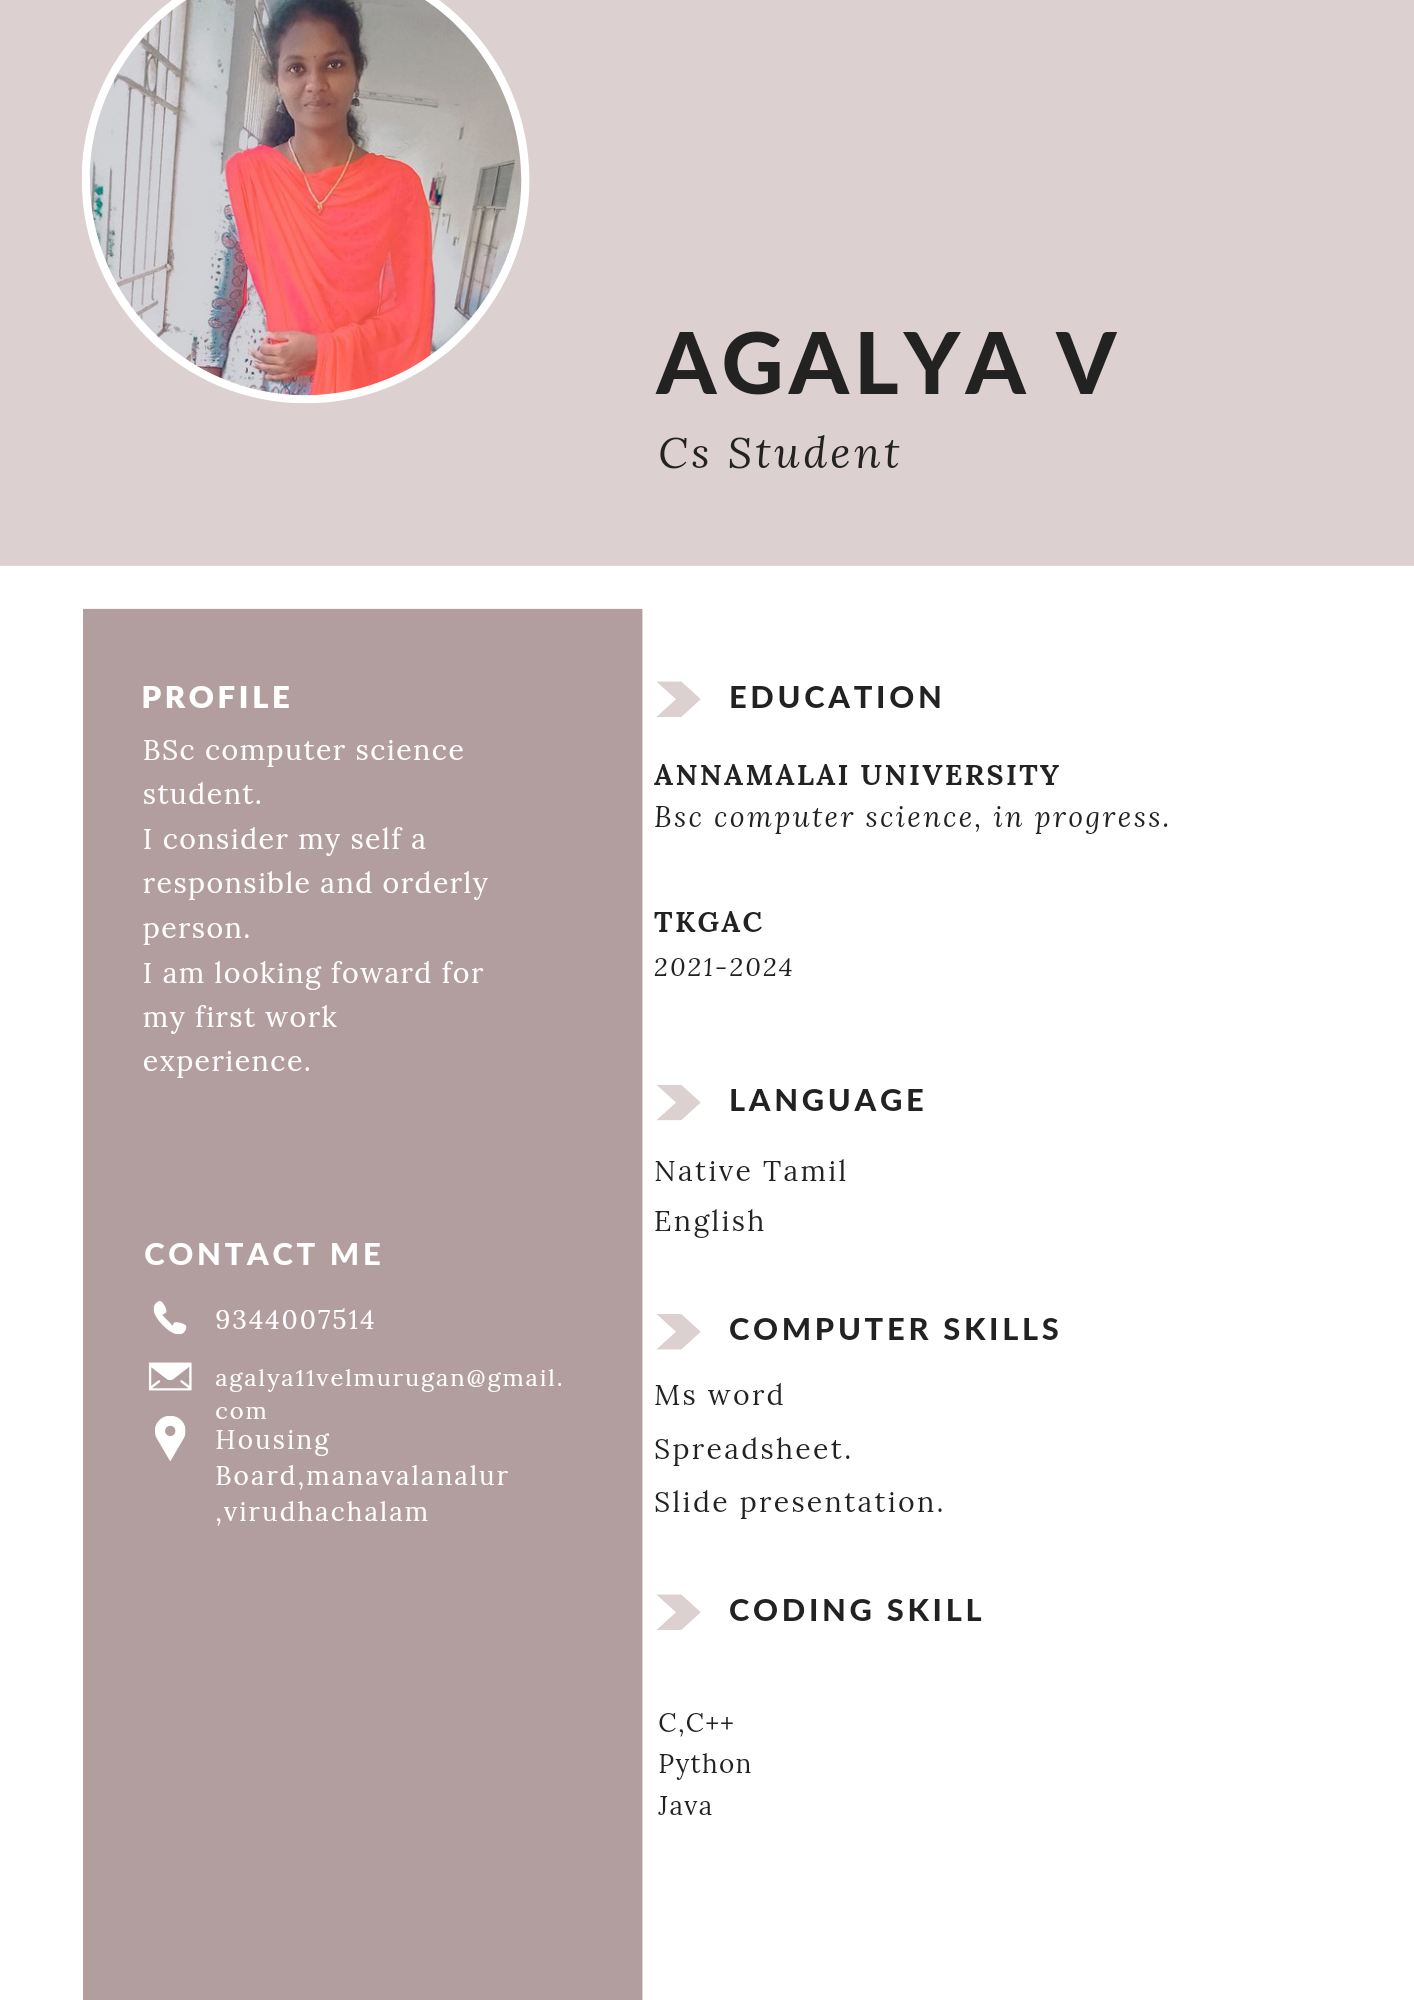 AGALYA V
Cs Student
PROFILE
BSc computer science
student.
I consider my self a
responsible and orderly
person.
I am looking foward for
my first work
experience.
CONTACT ME
9344007514
agalya11velmurugan@gmail.
com
Housing
Board,manavalanalur
,virudhachalam
EDUCATION
ANNAMALAI UNIVERSITY
Bsc computer science, in progress.
TKGAC
2021-2024
LANGUAGE
Native Tamil
English
COMPUTER SKILLS
Ms word
Spreadsheet.
Slide presentation.
CODING SKILL
C,C++
Python
Java